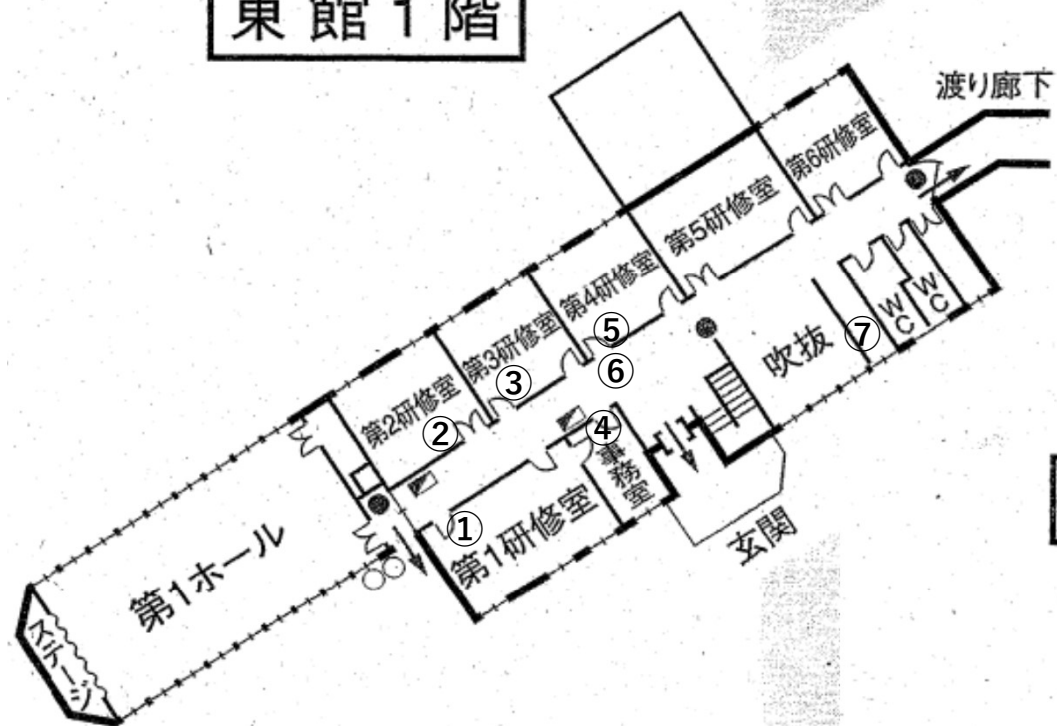 東館1階
渡り廊下
第6研修室
第5研修室
第4研修室
第3研修室
第2研修室
⑤
⑥
③
②
④
①
⑦
吹抜
WC
WC
事務室
第1研修室
玄関
第1ホール
ステージ